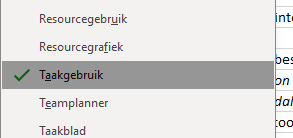 Resourcegebruik
Resourcegrafiek
Taakgebruik
Teamplanner
Taakblad